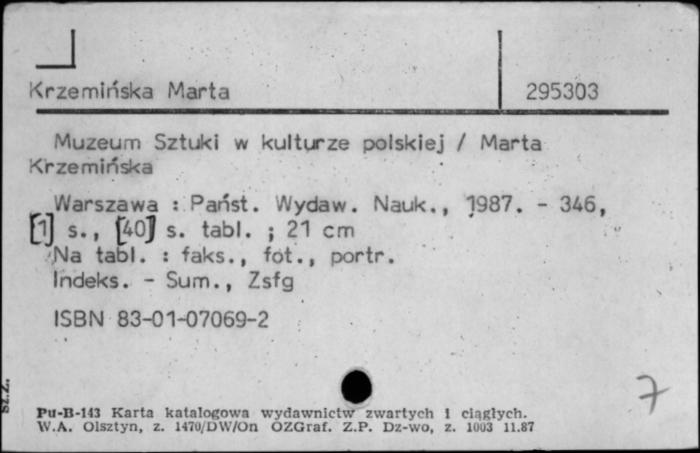 Krzemińska Marta
295303
Muzeum Sztuki w kulturze polskiej / Marta
Krzemińska
Warszawa : Państ. Wydaw. Nauk., 1987. - 346,
[1] s., [40] s. tabl. ; 21 cm
Na tabl. : faks., fot., portr.
Indeks. - Sum., Zsfg
ISBN 83-01-07069-2
7
Sz.Z.
Pu-B-143 Karta katalogowa wydawnictw zwartych i ciągłych.
W.A. Olsztyn, z. 1470/DW/On OZGraf. Z.P. Dz-wo, z. 1003 11.87